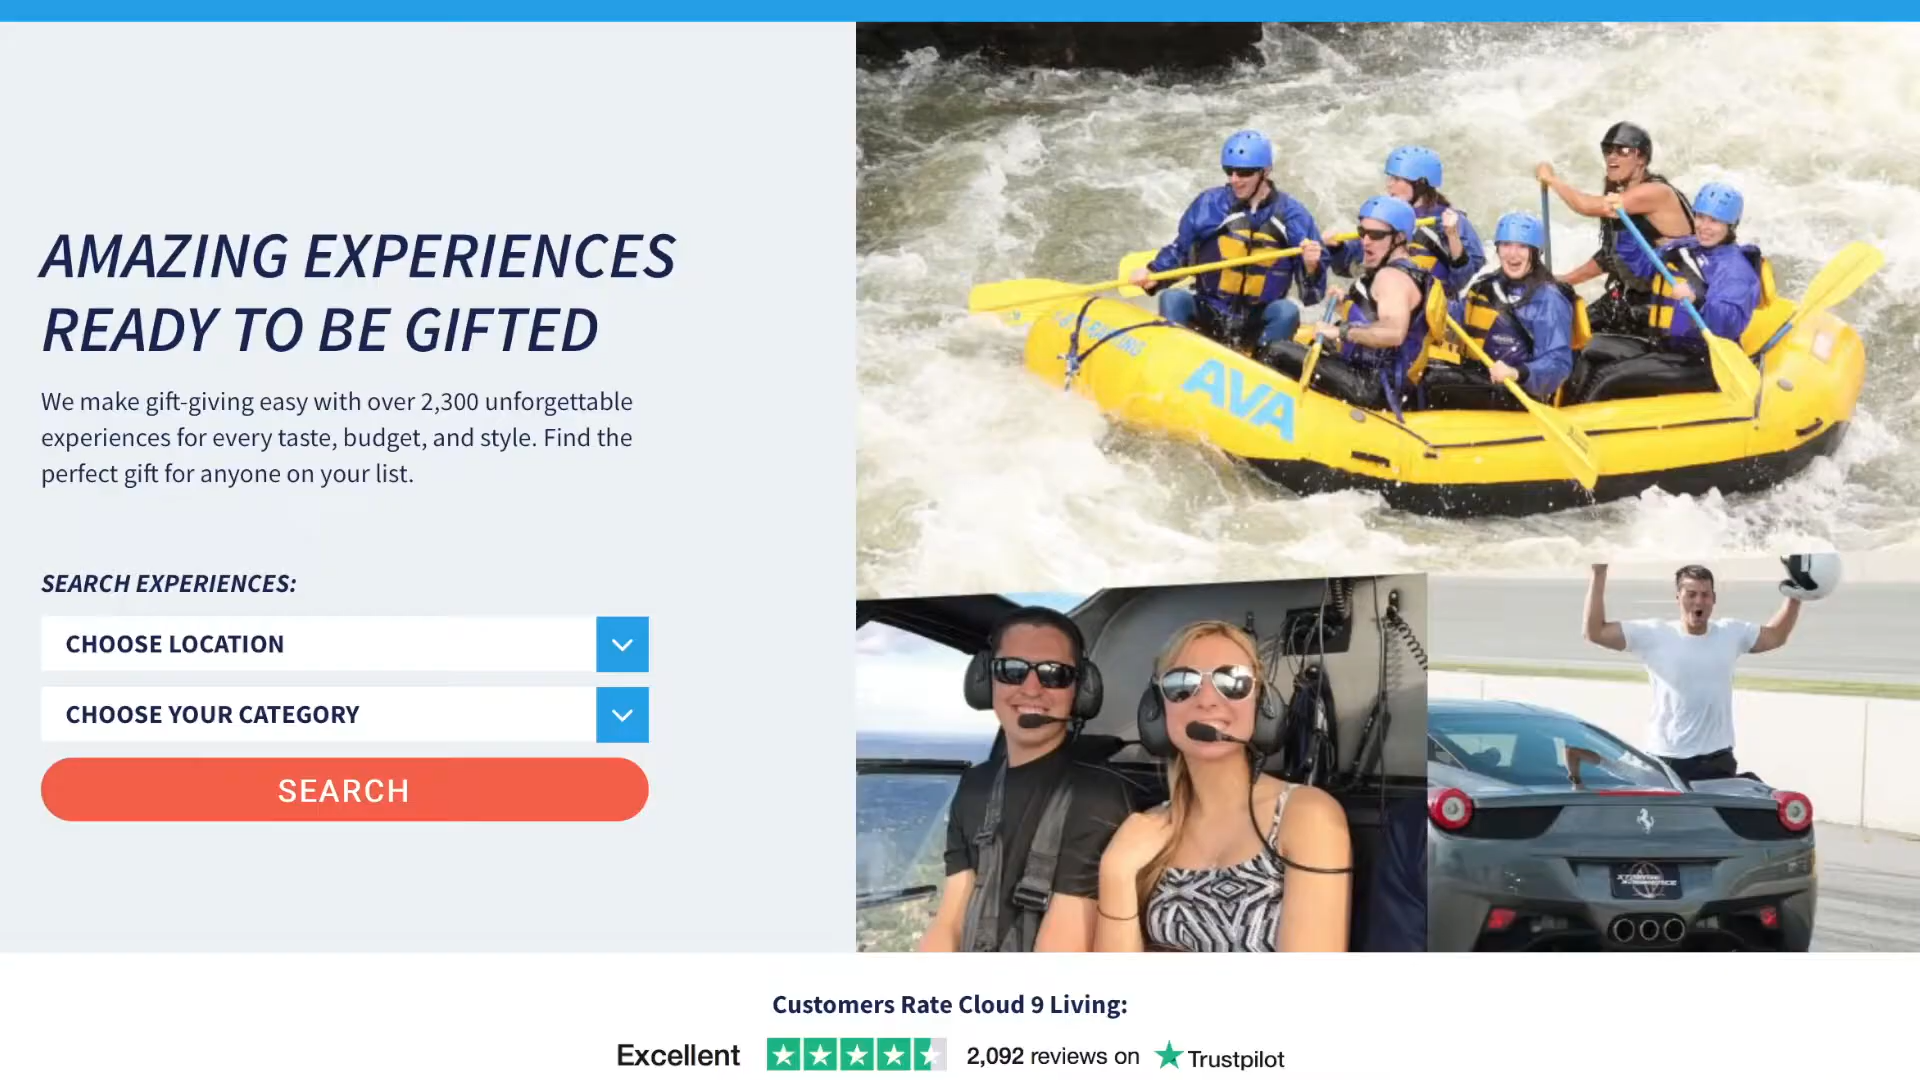 AMAZING EXPERIENCES
READY TO BE GIFTED
We make gift-giving easy with over 2,300 unforgettable
experiences for every taste, budget, and style. Find the
perfect gift for anyone on your list.
SEARCH EXPERIENCES:
CHOOSE LOCATION
CHOOSE YOUR CATEGORY
SEARCH
AVA
Customers Rate Cloud 9 Living:
Excellent
2,092 reviews on
Trustpilot